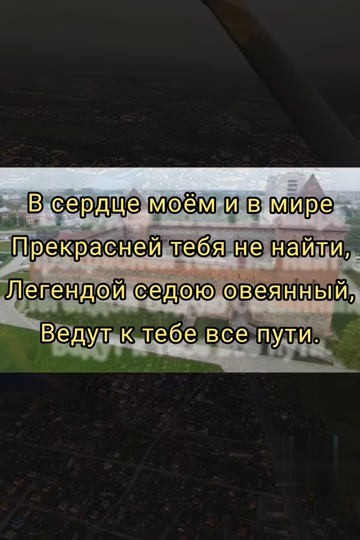 В сердце моём и в мире
Прекрасней тебя не найти,
Легендой седою овеянный,
Ведут к тебе все пути.